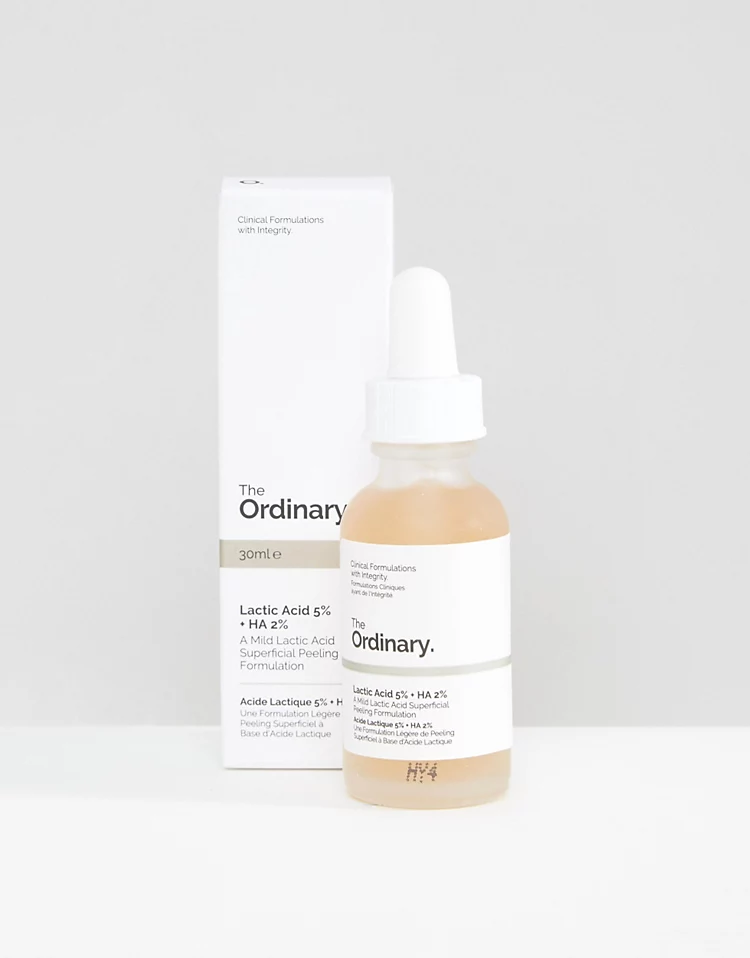 Clinical Formulations
with Integrity.
The
Ordinary.
30ml e
Lactic Acid 5%
+ HA 2%
A Mild Lactic Acid
Superficial Peeling
Formulation
Acide Lactique 5% + H
Une Formulation Légère
Peeling Superficiel à
Base d'Acide Lactique
Clinical Formulations
with Integrity.
Formulations Cliniques
Ayant de l'Intégrité
The
Ordinary.
Lactic Acid 5% + HA 2%
A Mild Lactic Acid Superficial
Peeling Formulation
Acide Lactique 5% + HA 2%
Une Formulation Légère de Peeling
Superficiel à Base d'Acide Lactique